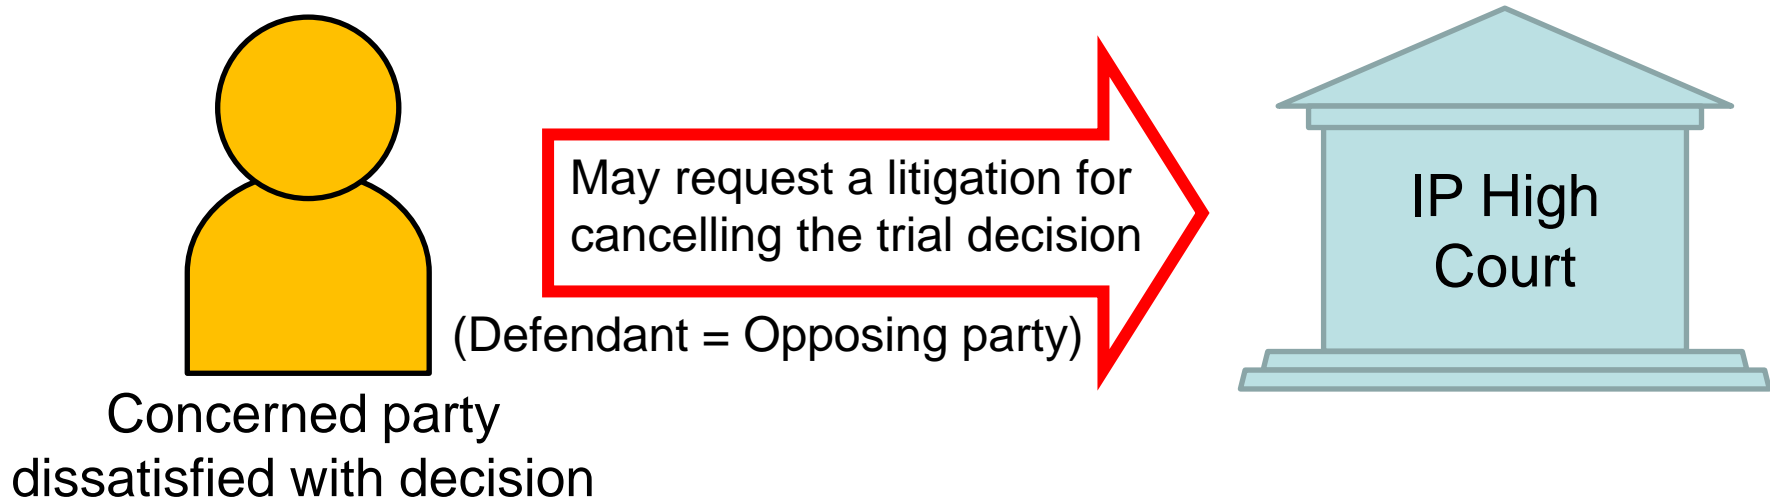 May request a litigation for
cancelling the trial decision
(Defendant = Opposing party)
IP High
Court
Concerned party
dissatisfied with decision